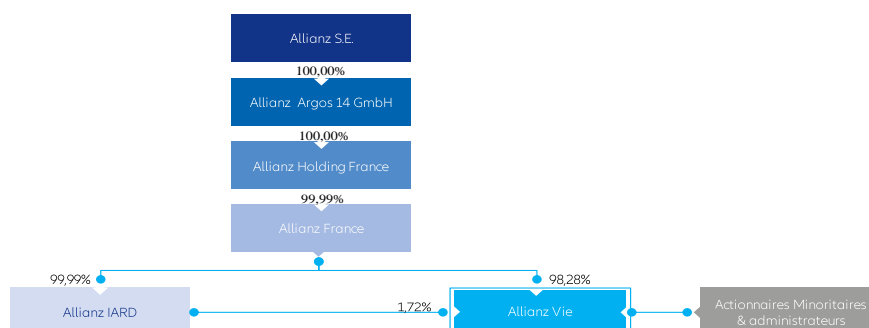 Allianz S.E.
100,00%
Allianz Argos 14 GmbH
100,00%
Allianz Holding France
99,99%
Allianz France
99,99%
98,28%
Allianz IARD
1,72%
Allianz Vie
Actionnaires Minoritaires
& administrateurs